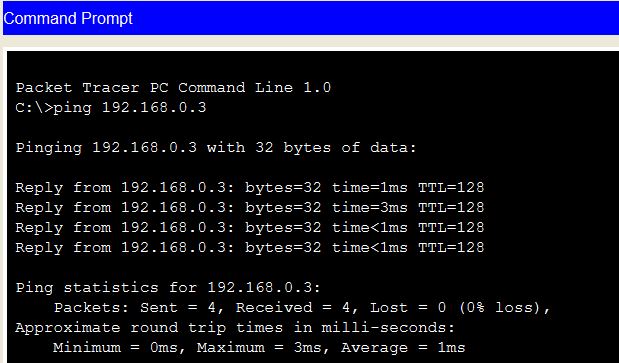 Command Prompt
Packet Tracer PC Command Line 1.0
C:\>ping 192.168.0.3
Pinging 192.168.0.3 with 32 bytes of data:
Reply from 192.168.0.3: bytes=32 time=1ms TTL=128
Reply from 192.168.0.3: bytes=32 time=3ms TTL=128
Reply from 192.168.0.3: bytes=32 time<1ms TTL=128
Reply from 192.168.0.3: bytes=32 time<1ms TTL=128
Ping statistics for 192.168.0.3:
Packets: Sent = 4, Received = 4, Lost = 0 (0% loss),
Approximate round trip times in milli-seconds:
Minimum = 0ms, Maximum = 3ms, Average = 1ms